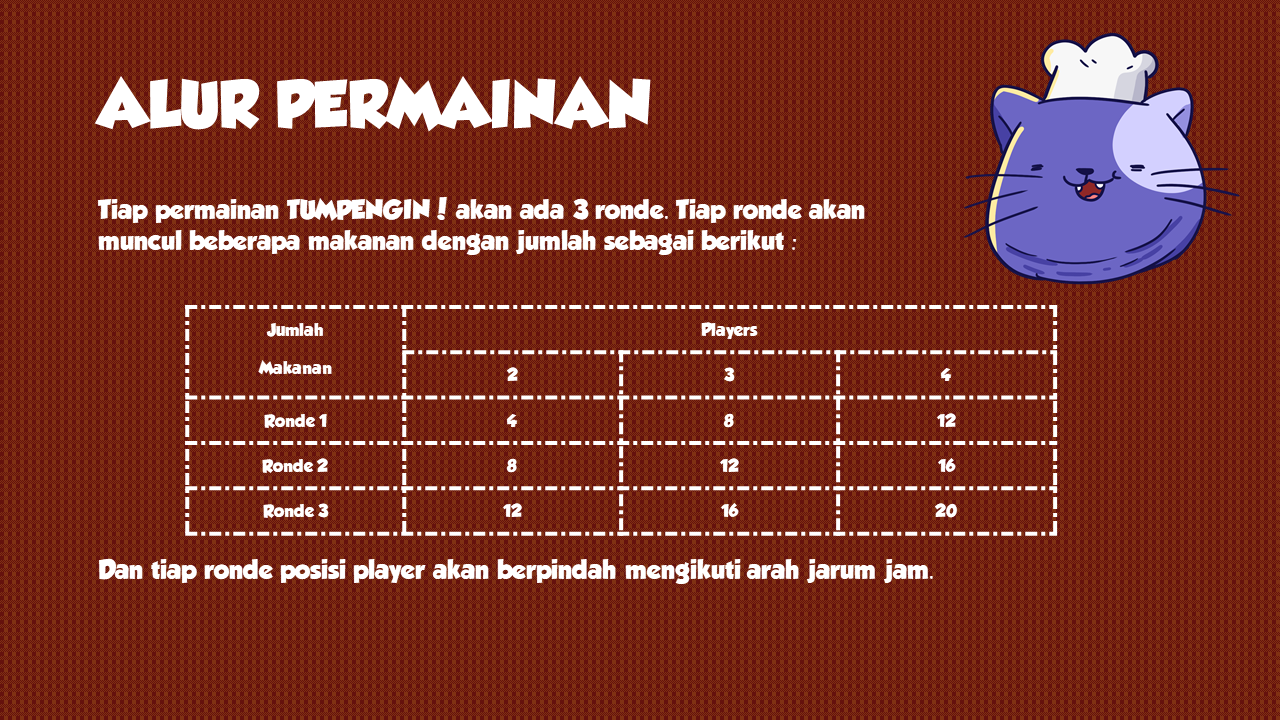 ALUR PERMAINAN
Tiap permainan TUMPENGIN! akan ada 3 ronde. Tiap ronde akan
muncul beberapa makanan dengan jumlah sebagai berikut :
Jumlah Players
Makanan
2 3 4
Ronde 1 4 8 12
Ronde 2 8 12 16
Ronde 3 12 16 20
Dan tiap ronde posisi player akan berpindah mengikuti arah jarum jam.